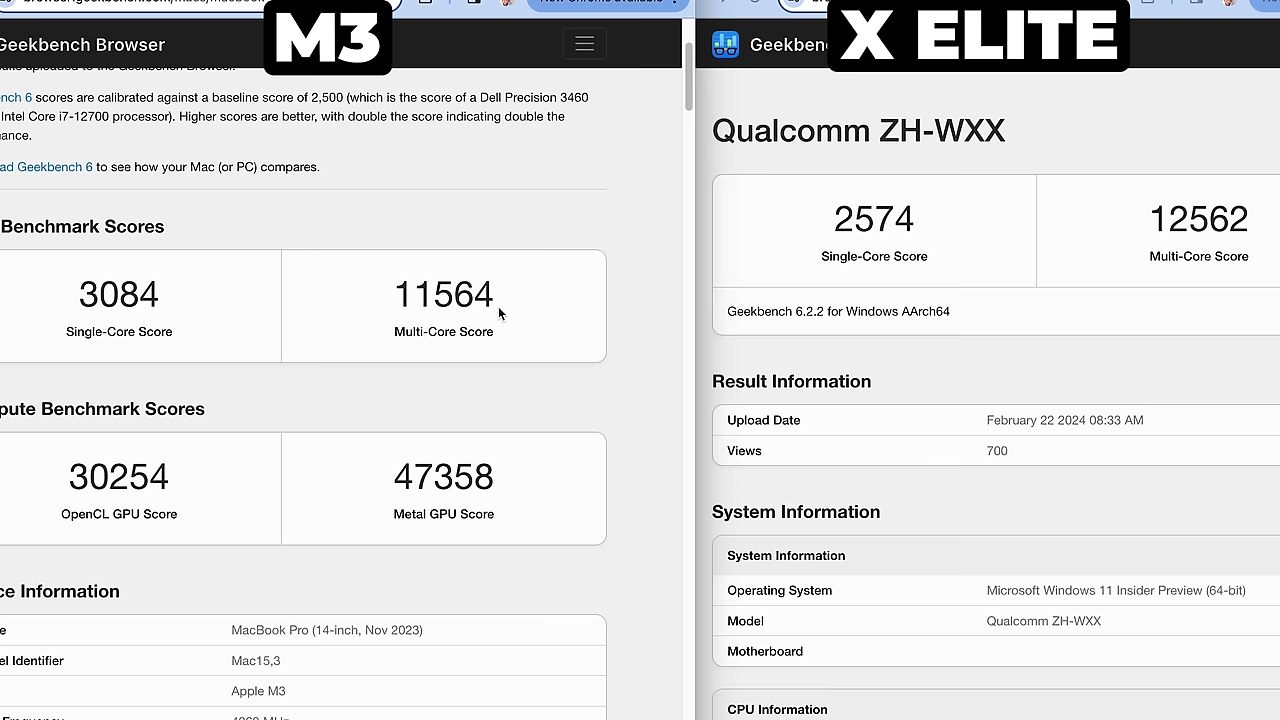 M3
Geekbench Browser
uploaded to the Geekbench Browser.
nch 6 scores are calibrated against a baseline score of 2,500 (which is the score of a Dell Precision 3460
Intel Core i7-12700 processor). Higher scores are better, with double the score indicating double the
ance.
ad Geekbench 6 to see how your Mac (or PC) compares.
Benchmark Scores
3084
Single-Core Score
11564
Multi-Core Score
pute Benchmark Scores
30254
OpenCL GPU Score
47358
Metal GPU Score
ce Information
e
MacBook Pro (14-inch, Nov 2023)
el Identifier
Mac15,3
Apple M3
X ELITE
Geekben
Qualcomm ZH-WXX
2574
Single-Core Score
12562
Multi-Core Score
Geekbench 6.2.2 for Windows AArch64
Result Information
Upload Date
February 22 2024 08:33 AM
Views
700
System Information
System Information
Operating System
Microsoft Windows 11 Insider Preview (64-bit)
Model
Qualcomm ZH-WXX
Motherboard
CPU Information